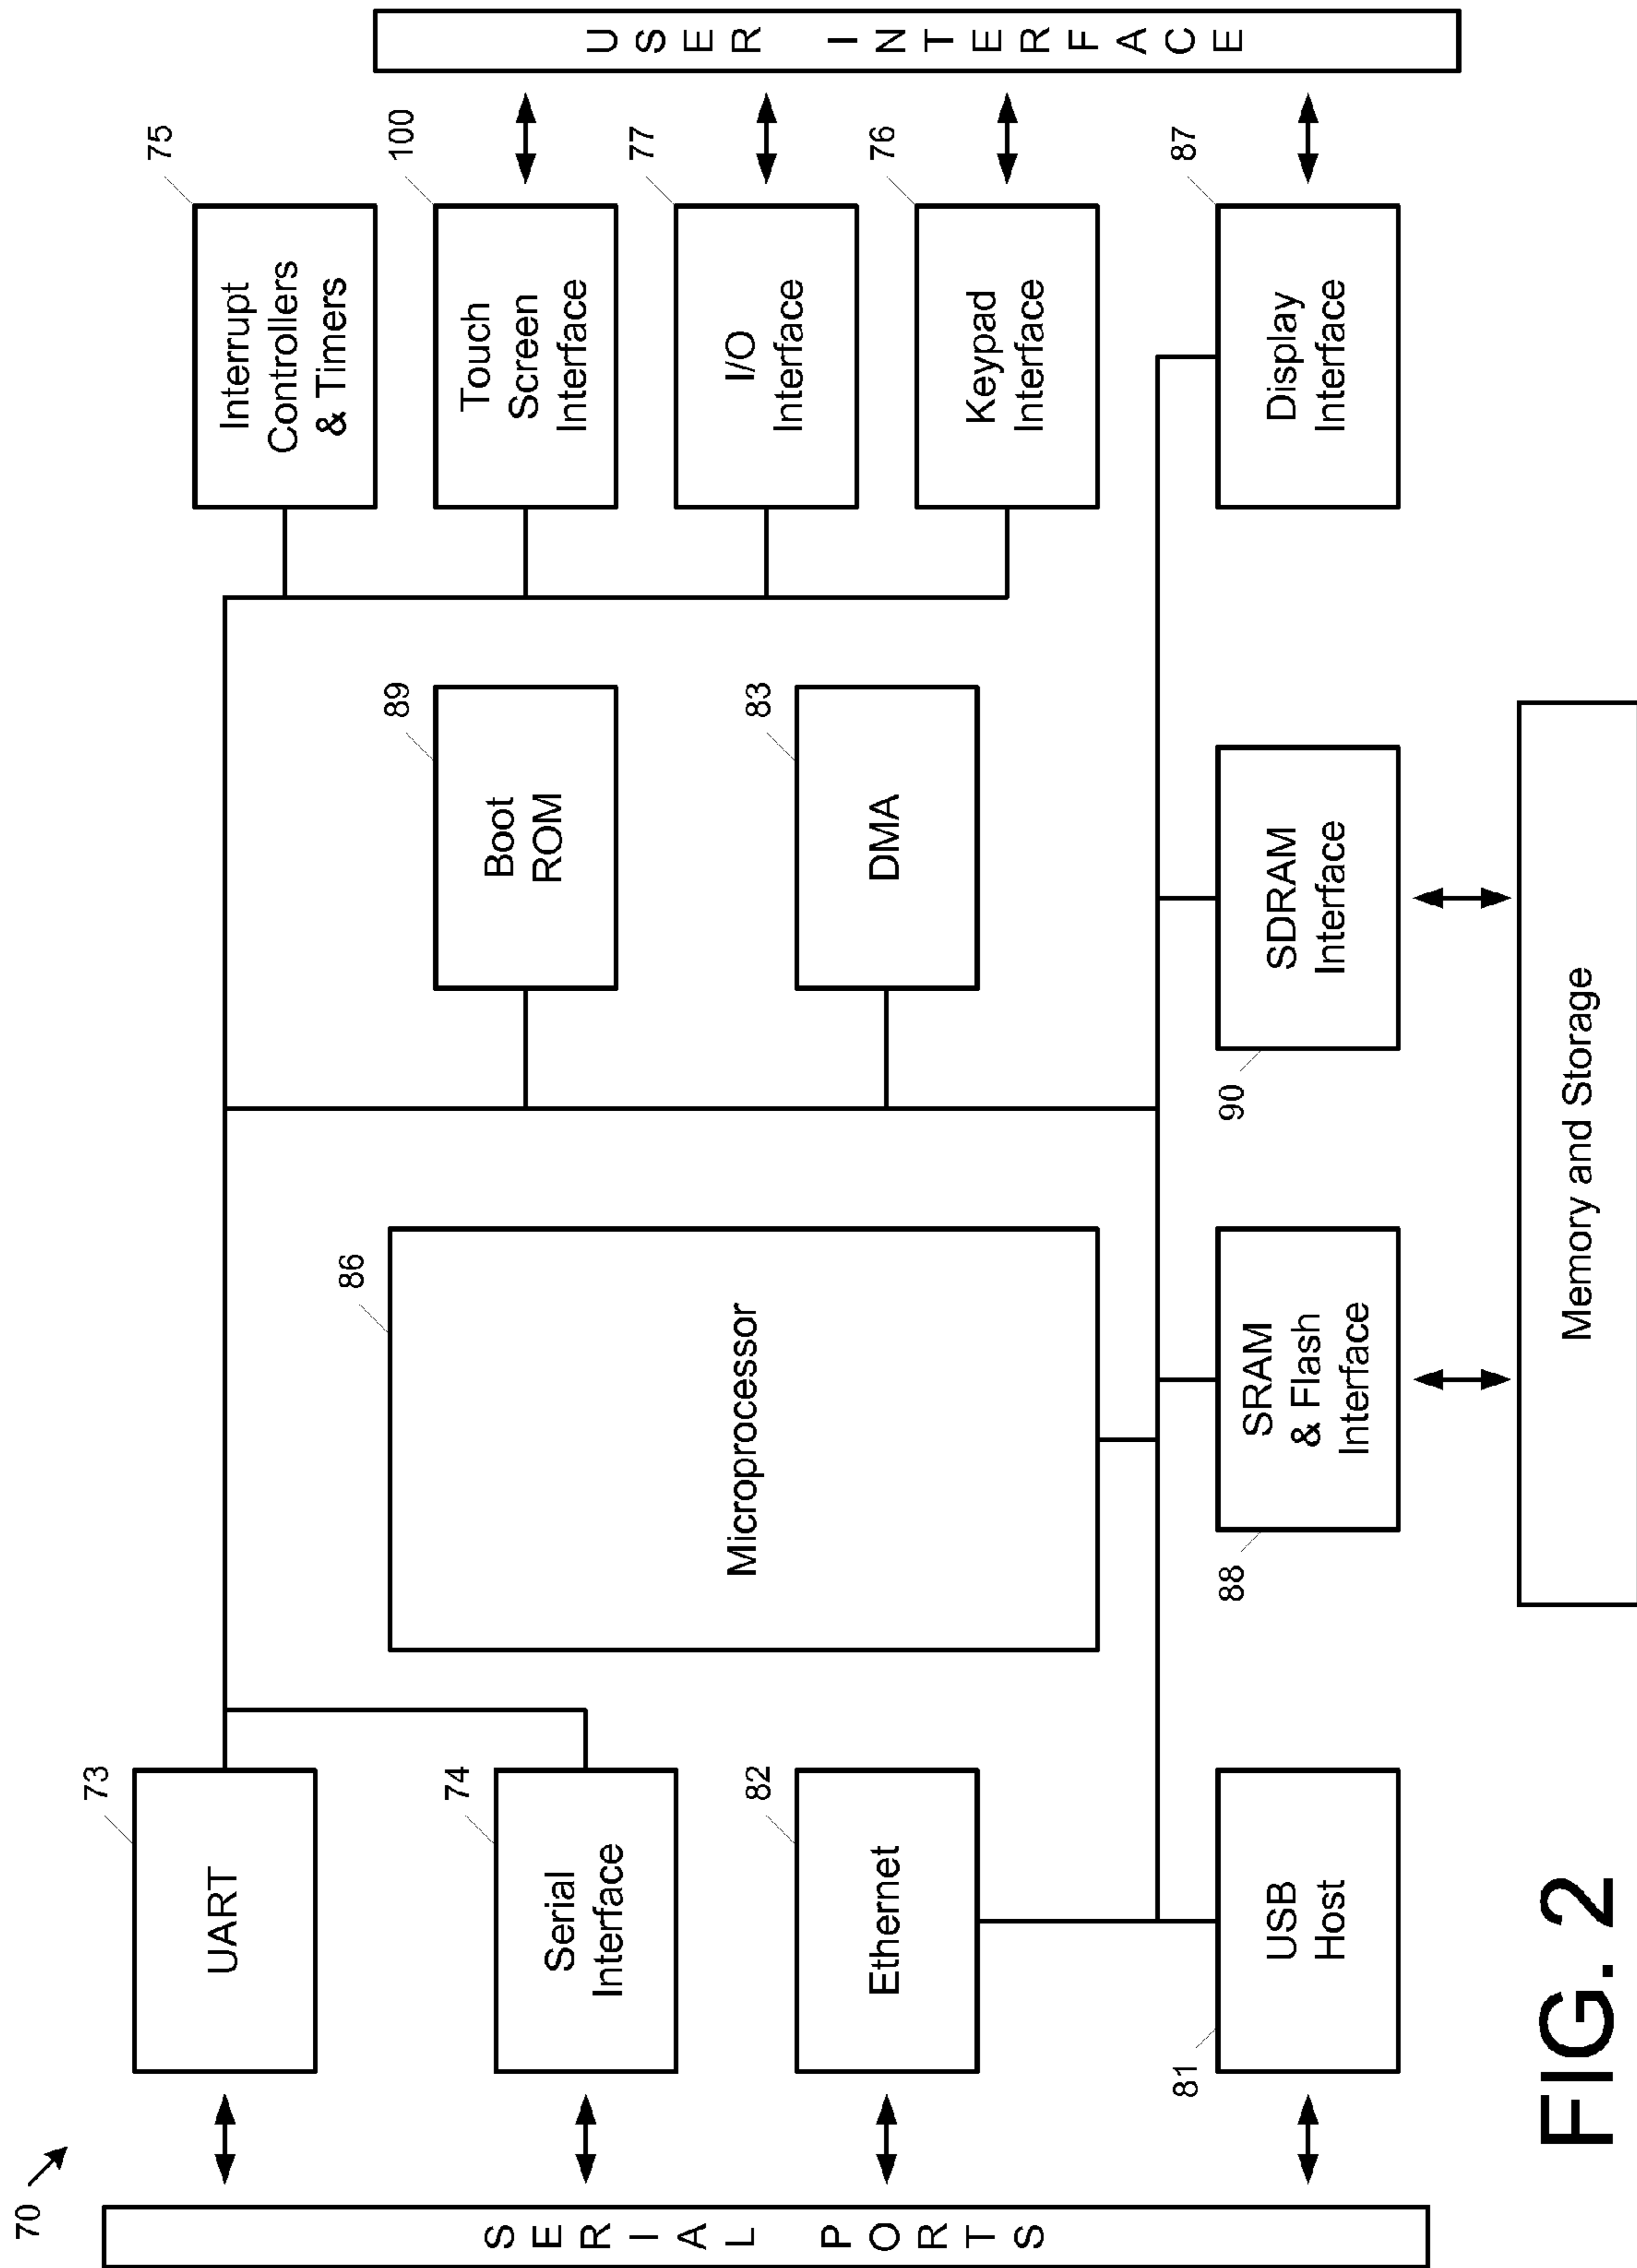 70
SERIAL PORTS
73
UART
74
Serial
Interface
82
Ethernet
81
USB
Host
86
Microprocessor
88
SRAM
& Flash
Interface
89
Boot
ROM
83
DMA
90
SDRAM
Interface
Memory and Storage
75
Interrupt
Controllers
& Timers
100
Touch
Screen
Interface
77
I/O
Interface
76
Keypad
Interface
87
Display
Interface
USER INTERFACE
FIG. 2